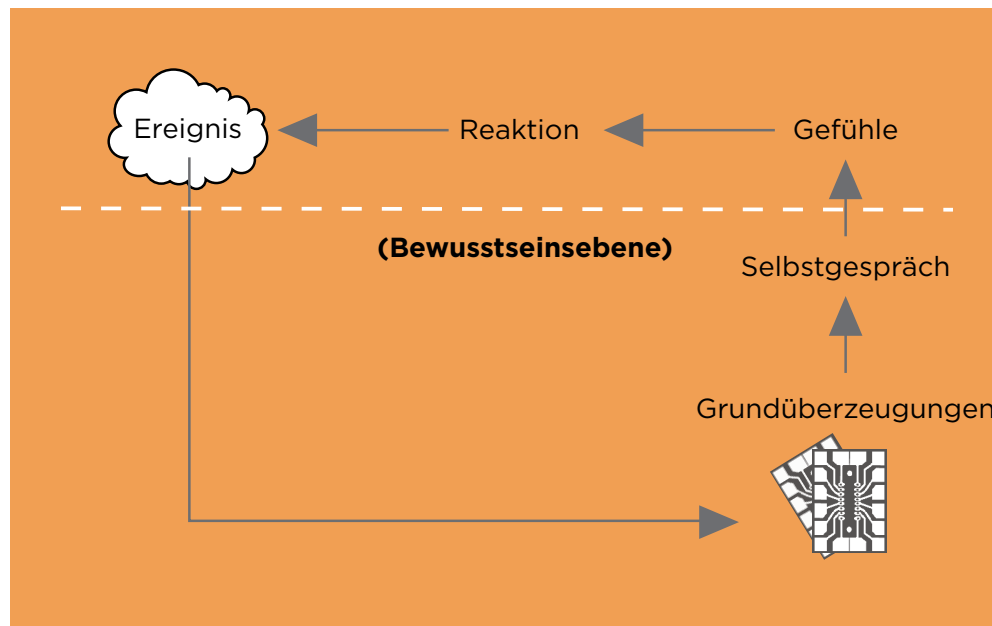 Ereignis
Reaktion
Gefühle
(Bewusstseinsebene)
Selbstgespräch
Grundüberzeugungen